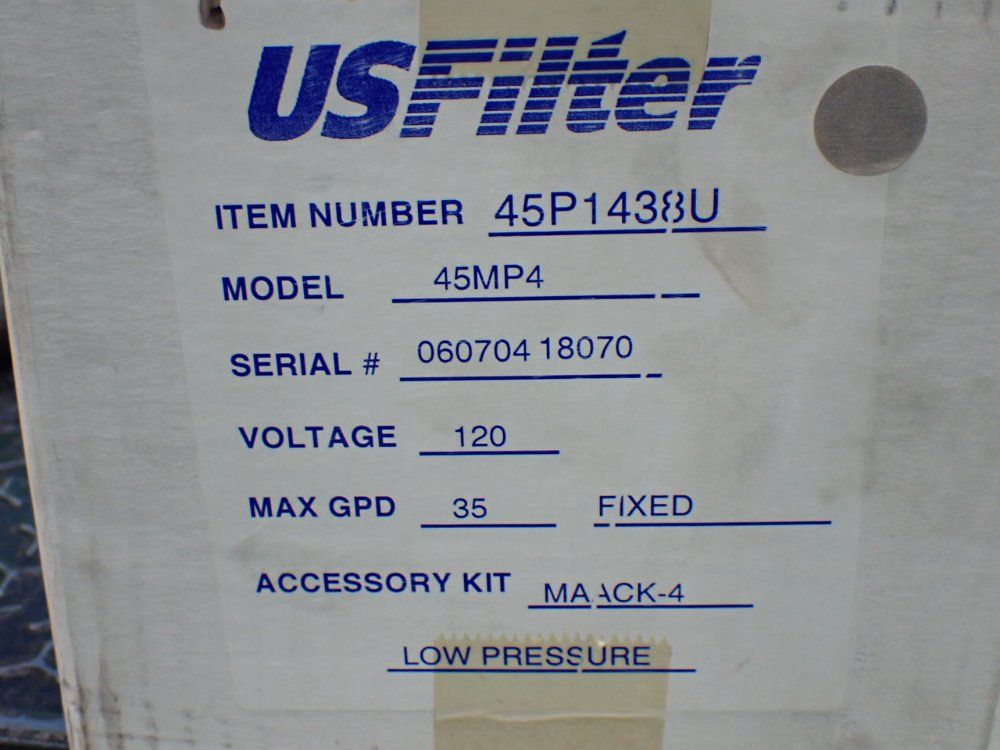 USFilter
ITEM NUMBER 45P1438U
MODEL 45MP4
SERIAL # 060704 18070
VOLTAGE 120
MAX GPD 35 FIXED
ACCESSORY KIT MAACK-4
LOW PRESSURE